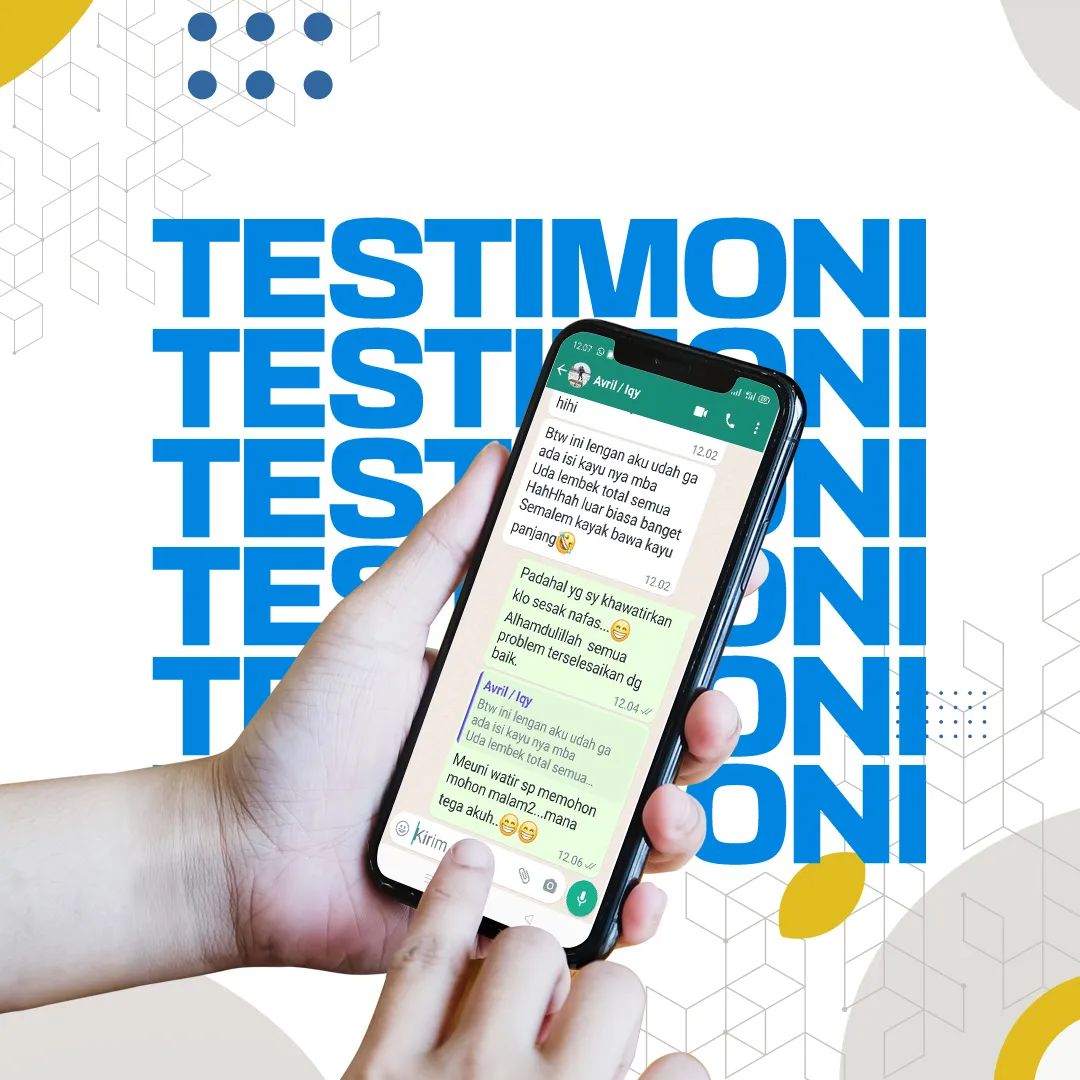 TESTIMONI
TESTIMONI
TESTIMONI
TESTIMONI
TESTIMONI
TESTIMONI
12.07
Avril / Iqy
hihi
12.02
Btw ini lengan aku udah ga
ada isi kayu nya mba
Uda lembek total semua
HahHhah luar biasa banget
Semalem kayak bawa kayu
panjang🤣
12.02
Padahal yg sy khawatirkan
klo sesak nafas...😁
Alhamdulillah semua
problem terselesaikan dg
baik.
12.04
Avril / Iqy
Btw ini lengan aku udah ga
ada isi kayu nya mba
Uda lembek total semua...
Meuni watir sp memohon
mohon malam2...mana
tega akuh..😁😁
12.06
Kirim